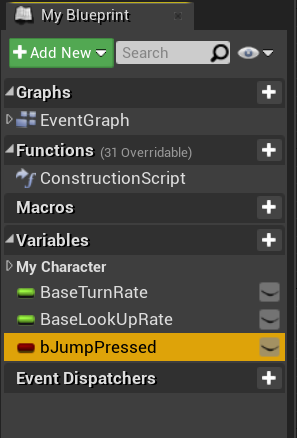 My Blueprint
Add New Search
Graphs
EventGraph
Functions (31 Overridable)
ConstructionScript
Macros
Variables
My Character
BaseTurnRate
BaseLookUpRate
bJumpPressed
Event Dispatchers